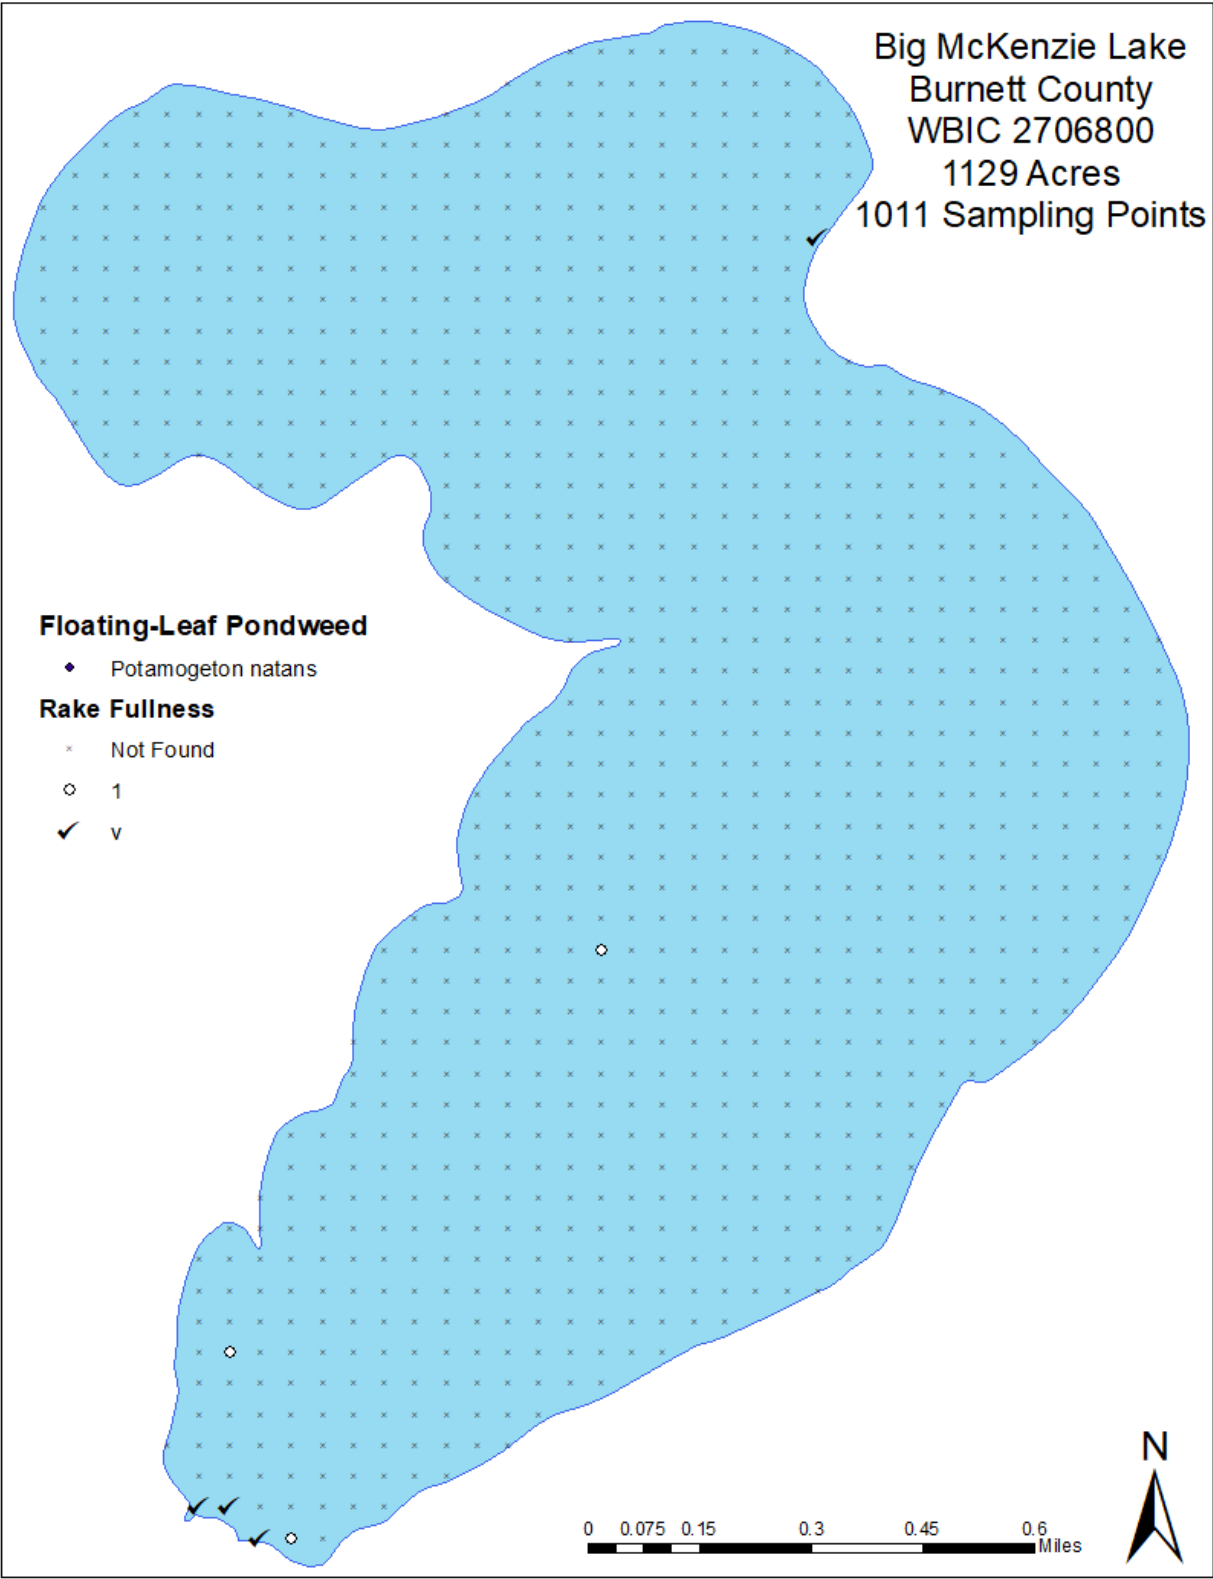 Big McKenzie Lake
Burnett County
WBIC 2706800
1129 Acres
1011 Sampling Points
Floating-Leaf Pondweed
Potamogeton natans
Rake Fullness
Not Found
1
v
N
0 0.075 0.15 0.3 0.45 0.6
Miles